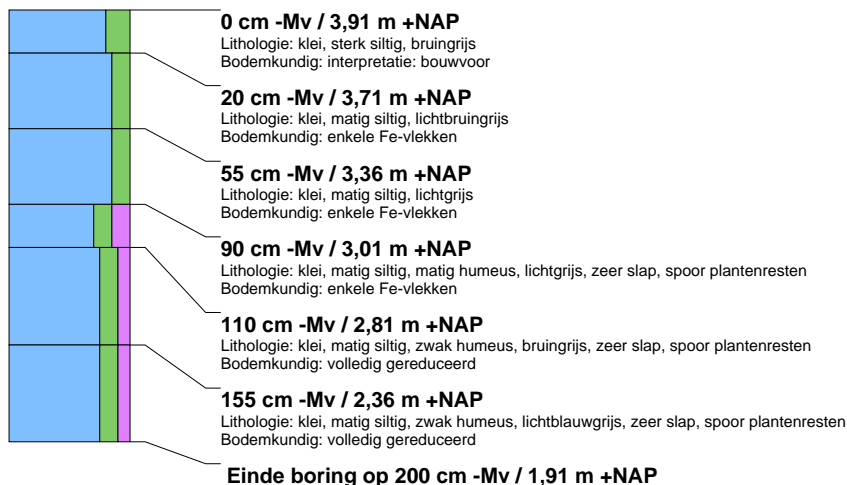 0 cm -Mv / 3,91 m +NAP
Lithologie: klei, sterk siltig, bruingrijs
Bodemkundig: interpretatie: bouwvoor
20 cm -Mv / 3,71 m +NAP
Lithologie: klei, matig siltig, lichtbruingrijs
Bodemkundig: enkele Fe-vlekken
55 cm -Mv / 3,36 m +NAP
Lithologie: klei, matig siltig, lichtgrijs
Bodemkundig: enkele Fe-vlekken
90 cm -Mv / 3,01 m +NAP
Lithologie: klei, matig siltig, matig humeus, lichtgrijs, zeer slap, spoor plantenresten
Bodemkundig: enkele Fe-vlekken
110 cm -Mv / 2,81 m +NAP
Lithologie: klei, matig siltig, zwak humeus, bruingrijs, zeer slap, spoor plantenresten
Bodemkundig: volledig gereduceerd
155 cm -Mv / 2,36 m +NAP
Lithologie: klei, matig siltig, zwak humeus, lichtblauwgrijs, zeer slap, spoor plantenresten
Bodemkundig: volledig gereduceerd
Einde boring op 200 cm -Mv / 1,91 m +NAP